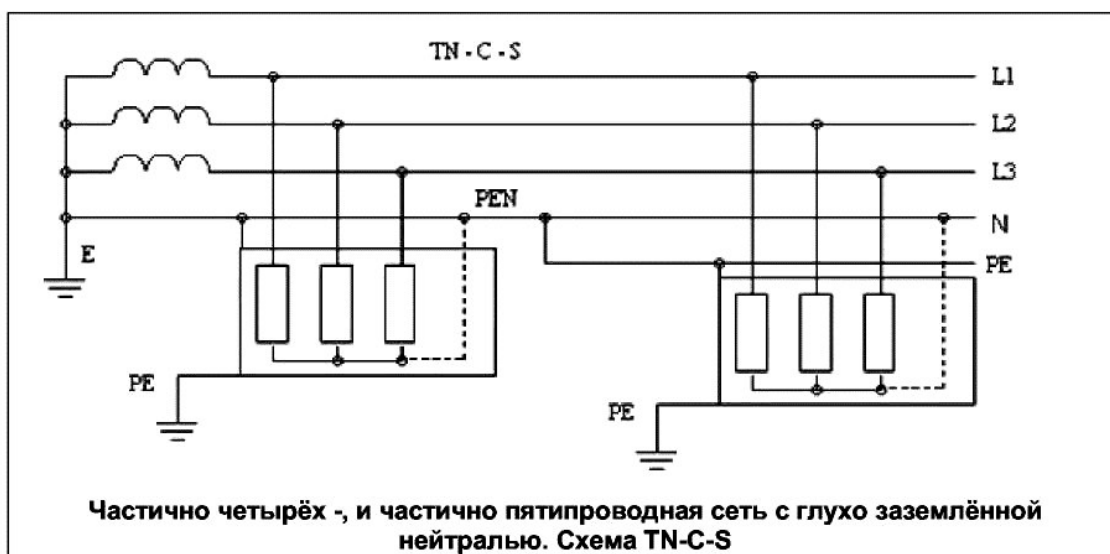 TN - C - S
L1
L2
L3
PEN
N
E
PE
PE
PE
Частично четырёх -, и частично пятипроводная сеть с глухо заземлённой
нейтралью. Схема TN-C-S